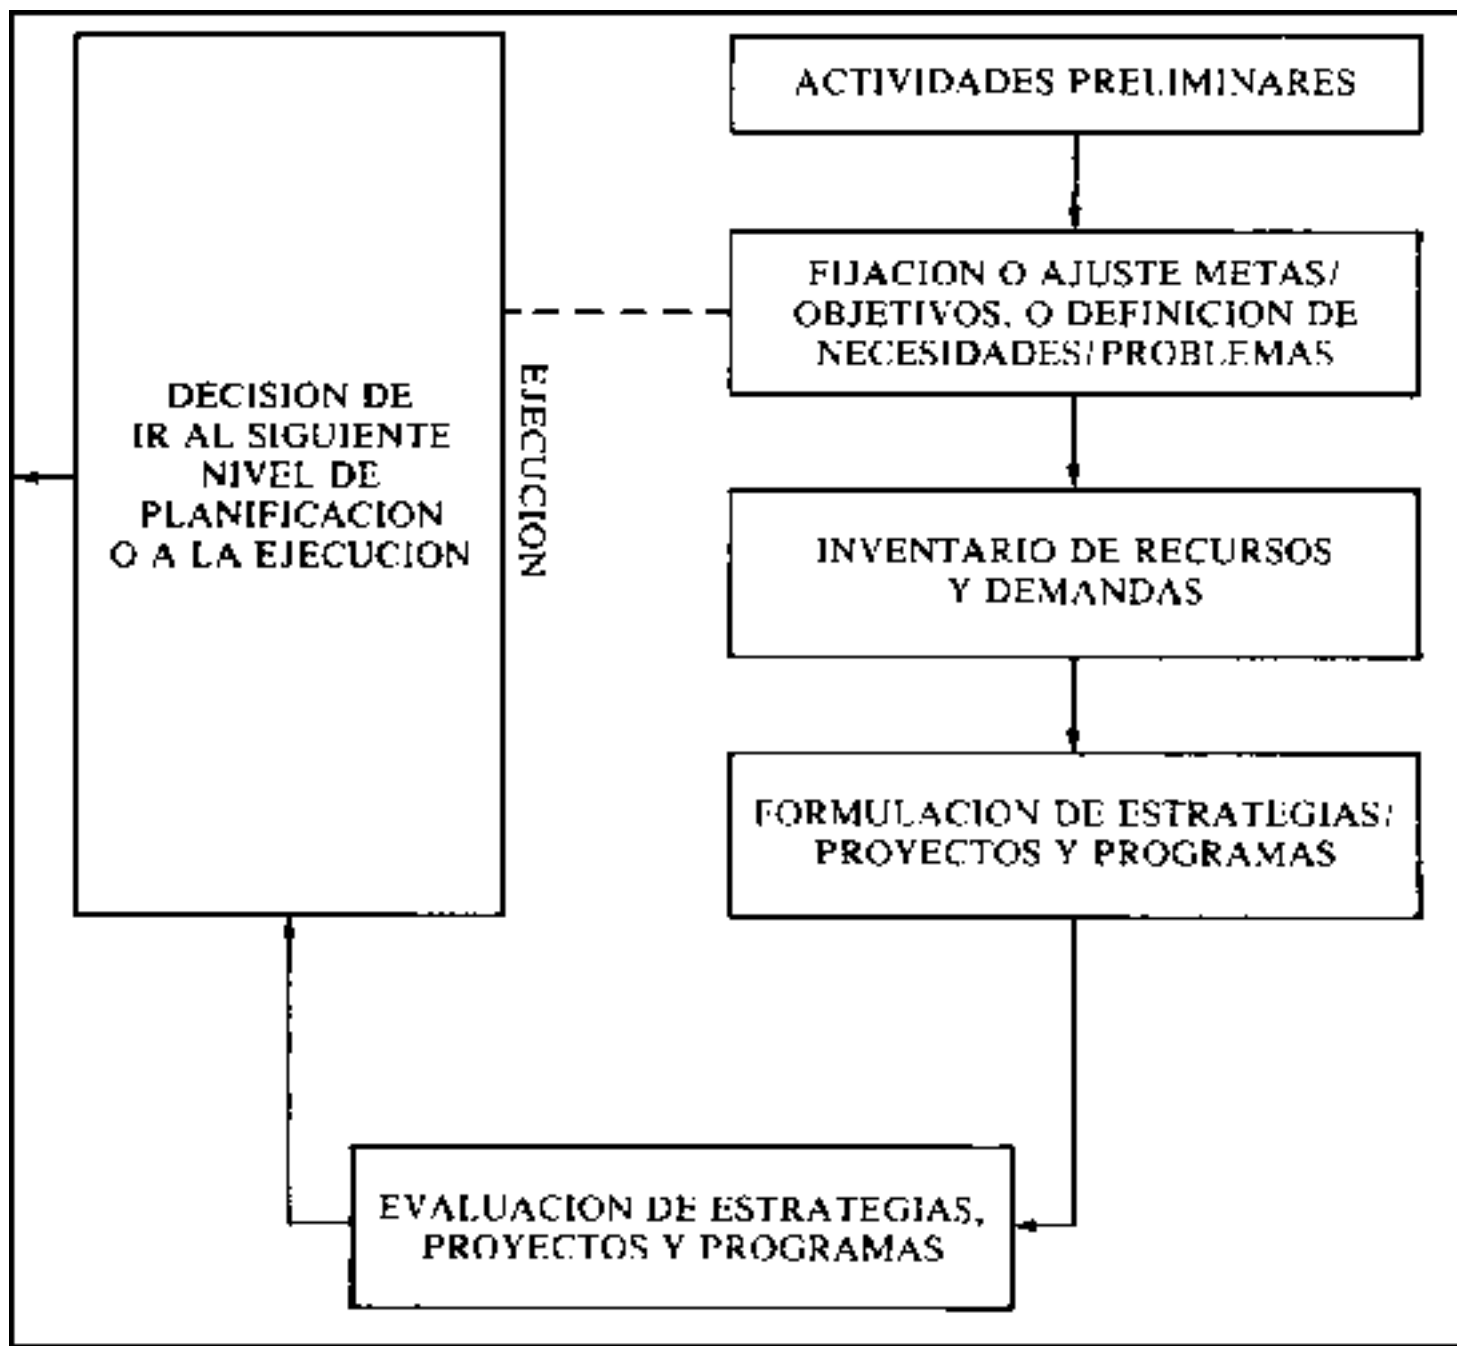 ACTIVIDADES PRELIMINARES
FIJACION O AJUSTE METAS/
OBJETIVOS, O DEFINICION DE
NECESIDADES/PROBLEMAS
INVENTARIO DE RECURSOS
Y DEMANDAS
FORMULACION DE ESTRATEGIAS/
PROYECTOS Y PROGRAMAS
EVALUACION DE ESTRATEGIAS,
PROYECTOS Y PROGRAMAS
DECISION DE
IR AL SIGUIENTE
NIVEL DE
PLANIFICACION
O A LA EJECUCION
EJECUCION